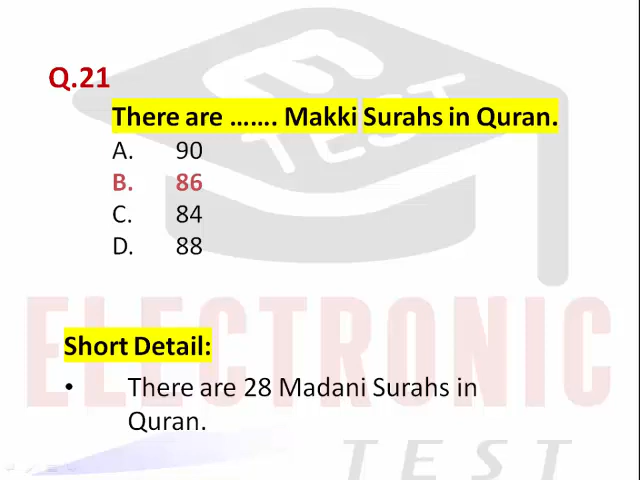 Q.21
There are ....... Makki Surahs in Quran.
A. 90
B. 86
C. 84
D. 88
Short Detail:
• There are 28 Madani Surahs in
Quran.
TEST
ELECTRONIC
TEST